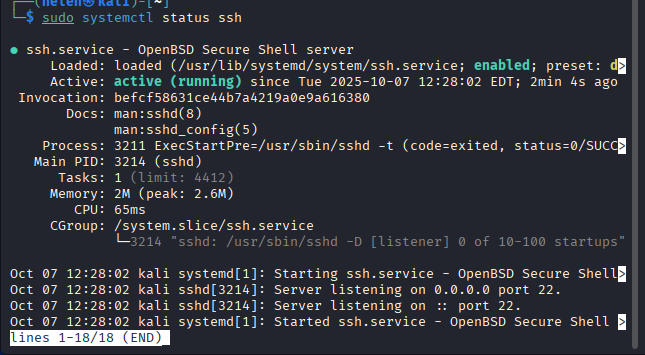 (helen㉿kali)-[~]
$ sudo systemctl status ssh
● ssh.service - OpenBSD Secure Shell server
Loaded: loaded (/usr/lib/systemd/system/ssh.service; enabled; preset: d>
Active: active (running) since Tue 2025-10-07 12:28:02 EDT; 2min 4s ago
Invocation: befcf58631ce44b7a4219a0e9a616380
Docs: man:sshd(8)
man:sshd_config(5)
Process: 3211 ExecStartPre=/usr/sbin/sshd -t (code=exited, status=0/SUCC>
Main PID: 3214 (sshd)
Tasks: 1 (limit: 4412)
Memory: 2M (peak: 2.6M)
CPU: 65ms
CGroup: /system.slice/ssh.service
└─3214 "sshd: /usr/sbin/sshd -D [listener] 0 of 10-100 startups"
Oct 07 12:28:02 kali systemd[1]: Starting ssh.service - OpenBSD Secure Shell>
Oct 07 12:28:02 kali sshd[3214]: Server listening on 0.0.0.0 port 22.
Oct 07 12:28:02 kali sshd[3214]: Server listening on :: port 22.
Oct 07 12:28:02 kali systemd[1]: Started ssh.service - OpenBSD Secure Shell >
lines 1-18/18 (END)